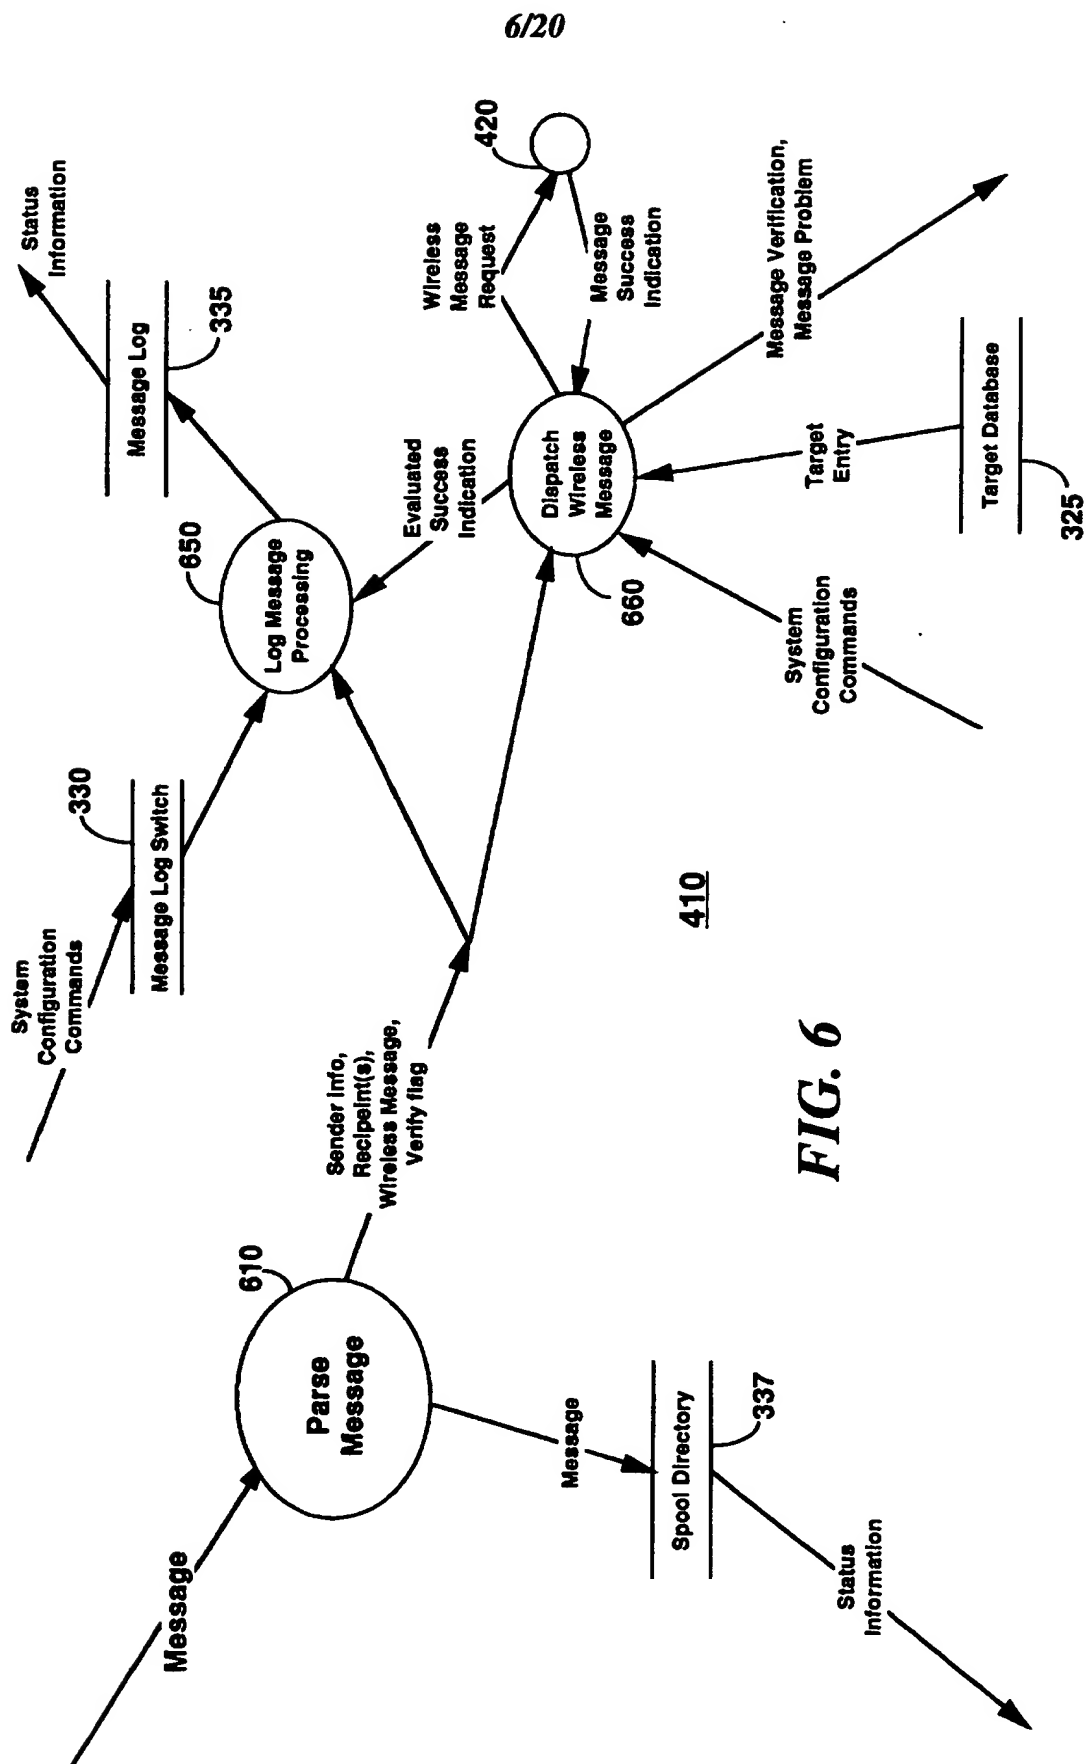 6/20
System
Configuration
Commands
330
Message Log Switch
Status
Information
Message Log
335
650
Log Message
Processing
Evaluated
Success
Indication
Wireless
Message
Request
420
Message
Success
Indication
Dispatch
Wireless
Message
660
Message Verification,
Message Problem
Target
Entry
Target Database
325
System
Configuration
Commands
Message
610
Parse
Message
Sender info,
Recipeint(s),
Wireless Message,
Verify flag
Message
Spool Directory
337
Status
Information
410
FIG. 6